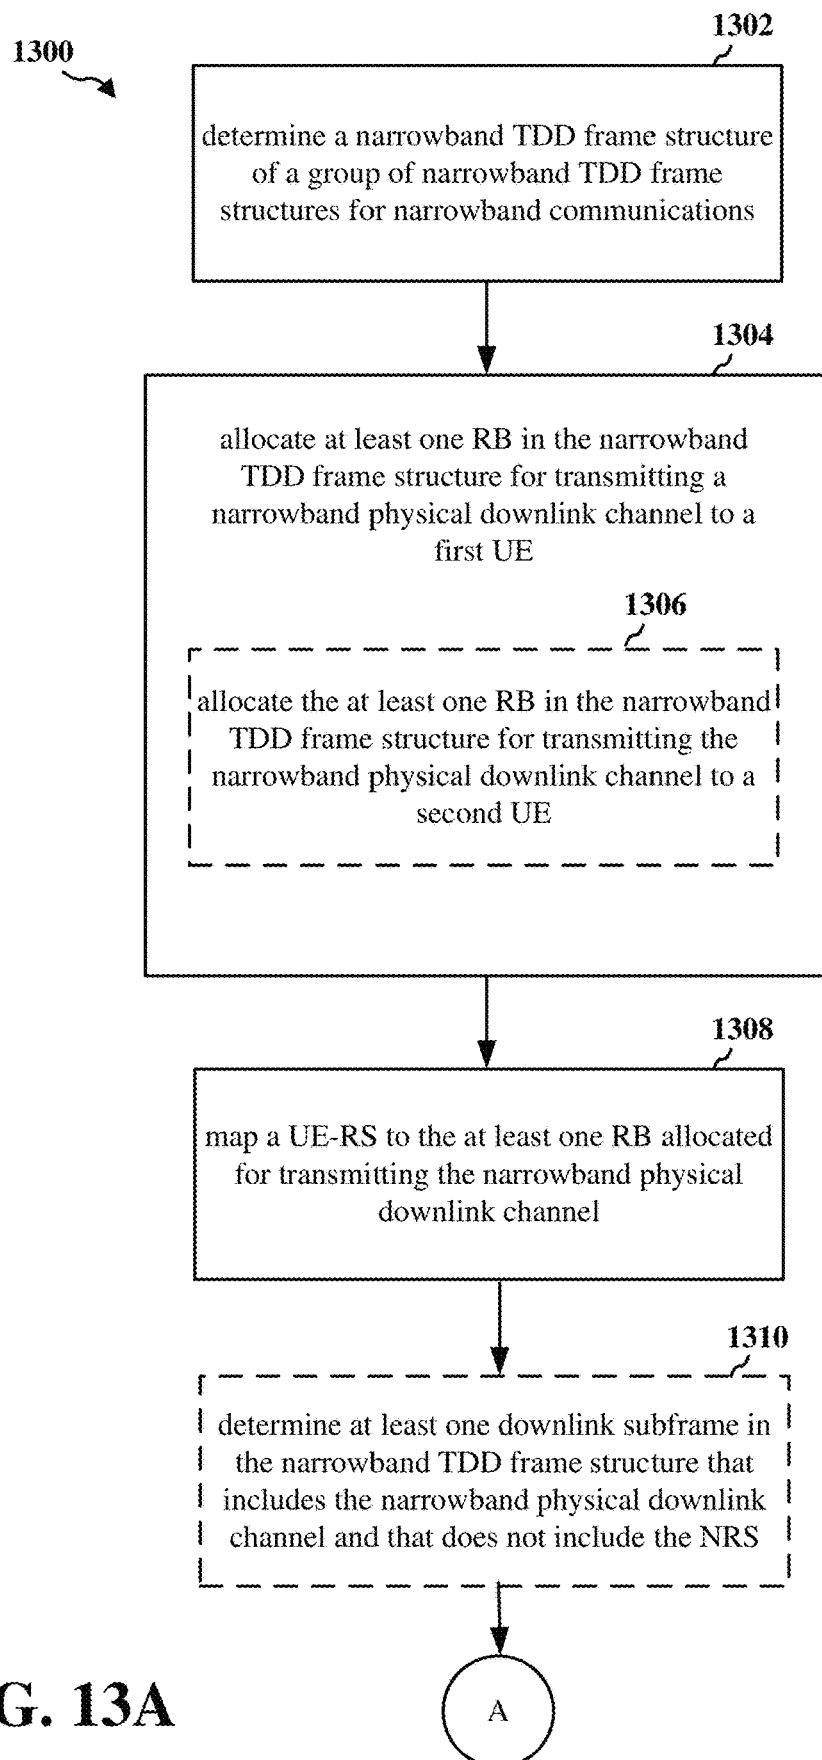 1300
1302
determine a narrowband TDD frame structure
of a group of narrowband TDD frame
structures for narrowband communications
1304
allocate at least one RB in the narrowband
TDD frame structure for transmitting a
narrowband physical downlink channel to a
first UE
1306
allocate the at least one RB in the narrowband
TDD frame structure for transmitting the
narrowband physical downlink channel to a
second UE
1308
map a UE-RS to the at least one RB allocated
for transmitting the narrowband physical
downlink channel
1310
determine at least one downlink subframe in
the narrowband TDD frame structure that
includes the narrowband physical downlink
channel and that does not include the NRS
A
G. 13A